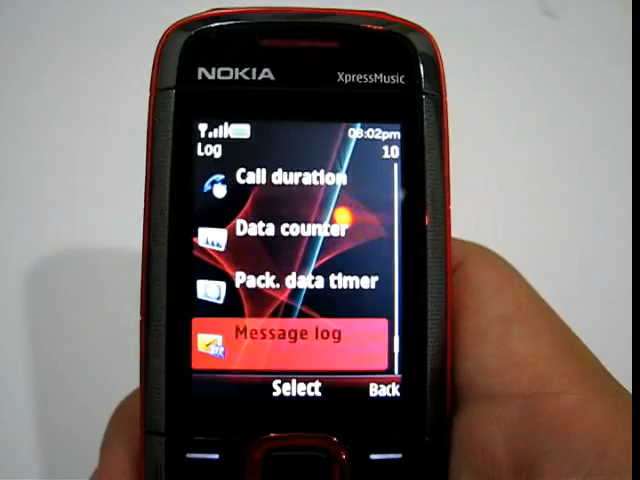 NOKIA XpressMusic
08:02pm
Log 10
Call duration
Data counter
Pack. data timer
Message log
Select Back